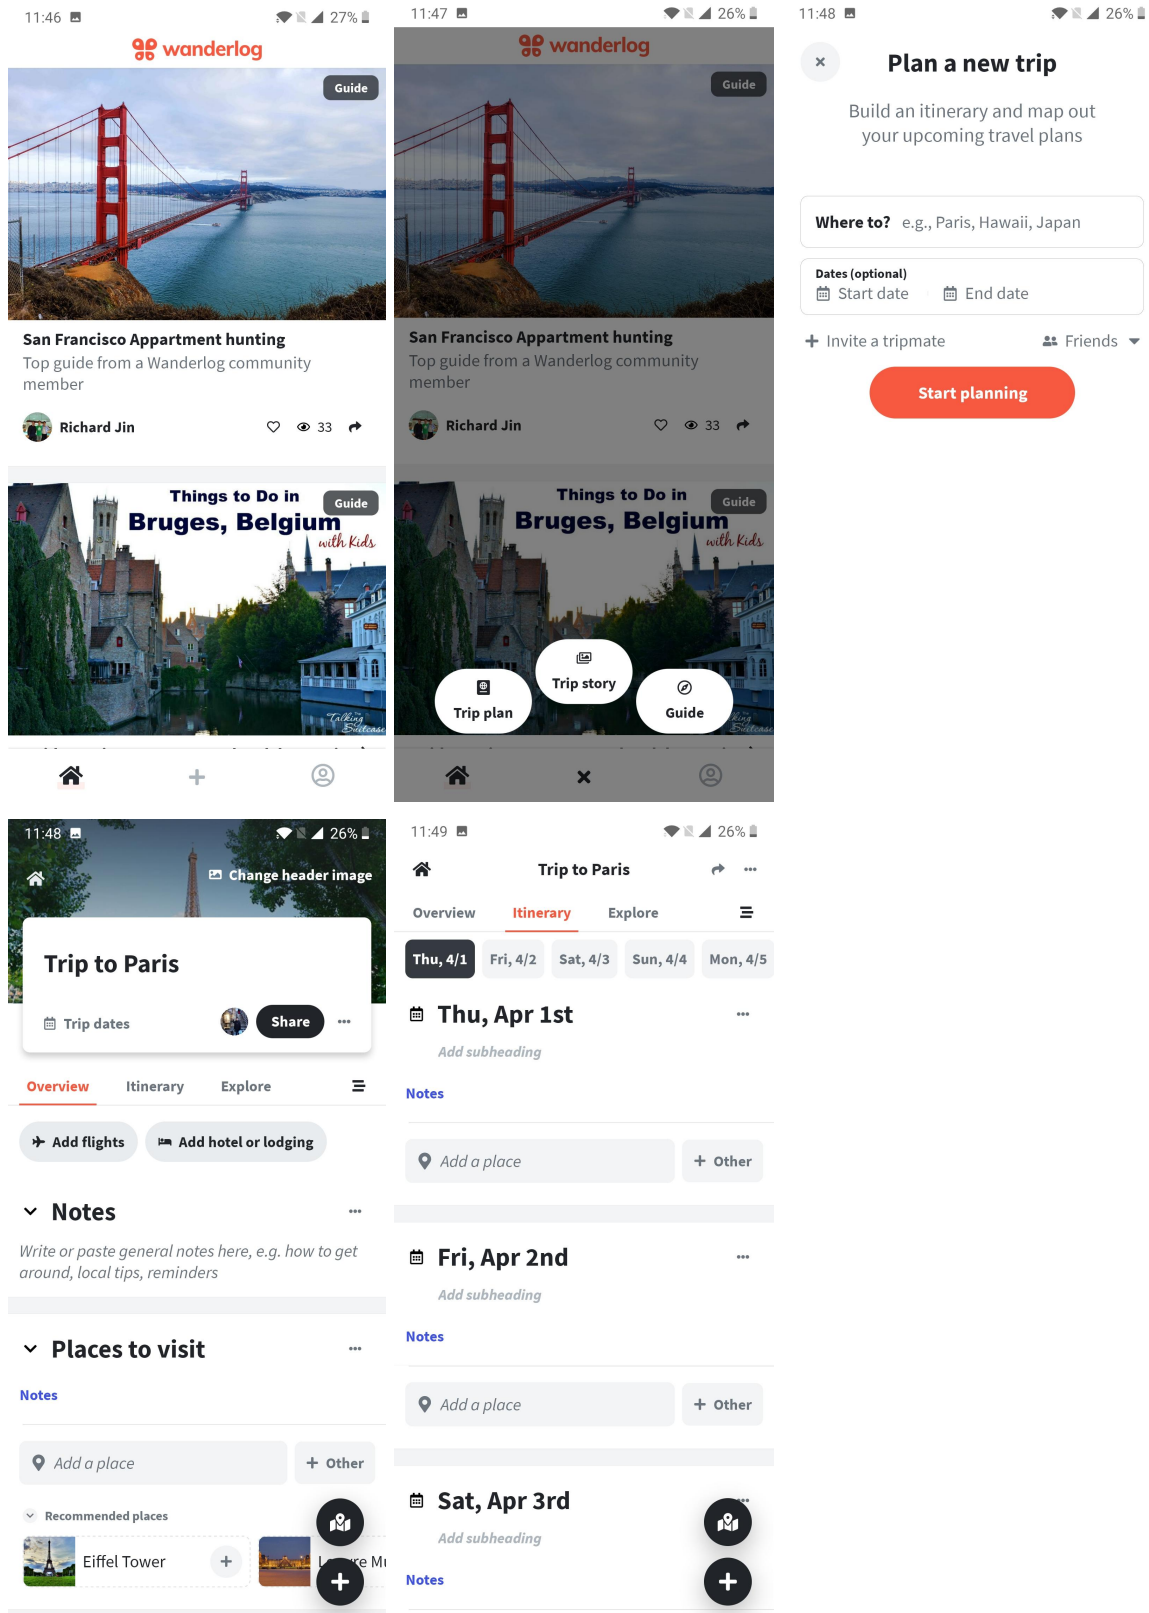 11:46
27%
wanderlog
Guide
San Francisco Appartment hunting
Top guide from a Wanderlog community
member
Richard Jin
33
Things to Do in
Guide
Bruges, Belgium
with Kids
The
Talking
Suitcase
11:47
26%
wanderlog
Guide
San Francisco Appartment hunting
Top guide from a Wanderlog community
member
Richard Jin
33
Things to Do in
Guide
Bruges, Belgium
with Kids
Trip story
Trip plan
Guide
11:48
26%
Plan a new trip
Build an itinerary and map out
your upcoming travel plans
Where to? e.g., Paris, Hawaii, Japan
Dates (optional)
Start date
End date
Invite a tripmate
Friends
Start planning
11:48
26%
Change header image
Trip to Paris
Trip dates
Share
Overview
Itinerary
Explore
Add flights
Add hotel or lodging
Notes
Write or paste general notes here, e.g. how to get
around, local tips, reminders
Places to visit
Notes
Add a place
+ Other
Recommended places
Eiffel Tower
11:49
26%
Trip to Paris
Overview
Itinerary
Explore
Thu, 4/1
Fri, 4/2
Sat, 4/3
Sun, 4/4
Mon, 4/5
Thu, Apr 1st
Add subheading
Notes
Add a place
+ Other
Fri, Apr 2nd
Add subheading
Notes
Add a place
+ Other
Sat, Apr 3rd
Add subheading
Notes